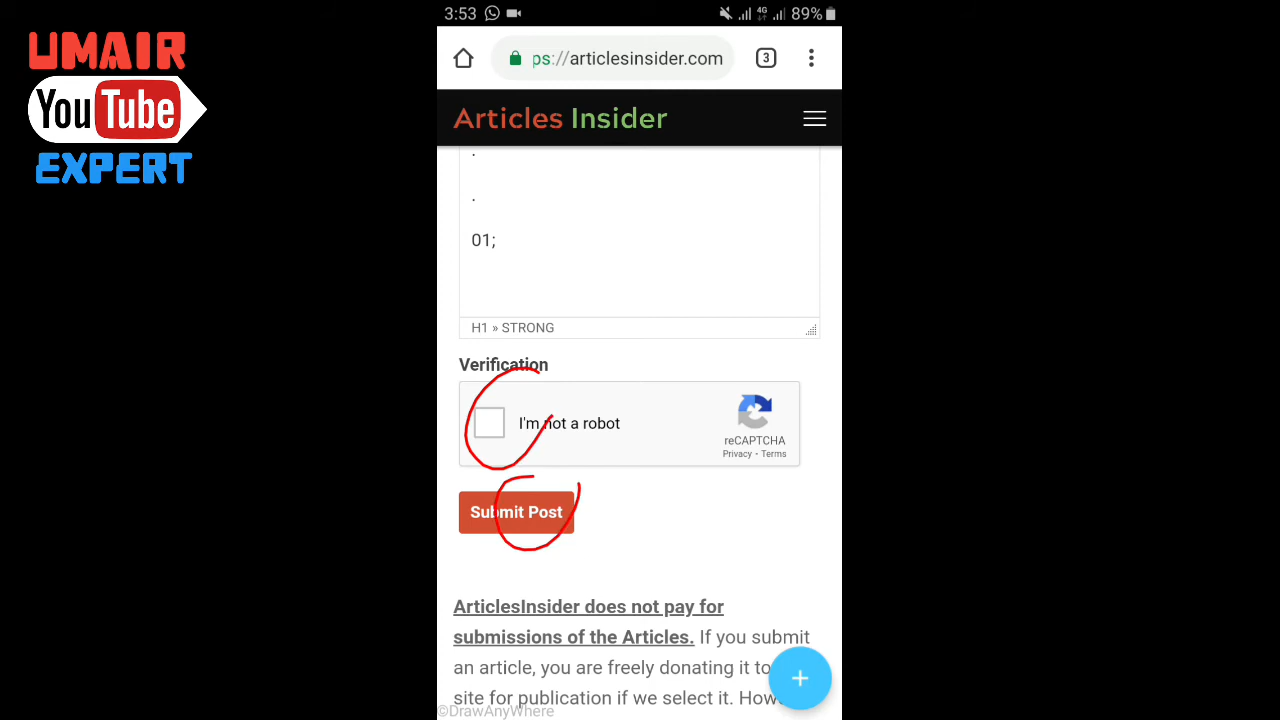 UMAIR
YouTube
EXPERT
3:53 4G 89%
ps://articlesinsider.com 3
Articles Insider
.
.
01;
H1 » STRONG
Verification
I'm not a robot
reCAPTCHA
Privacy - Terms
Submit Post
ArticlesInsider does not pay for
submissions of the Articles. If you submit
an article, you are freely donating it to
site for publication if we select it.
©DrawAnyWhere